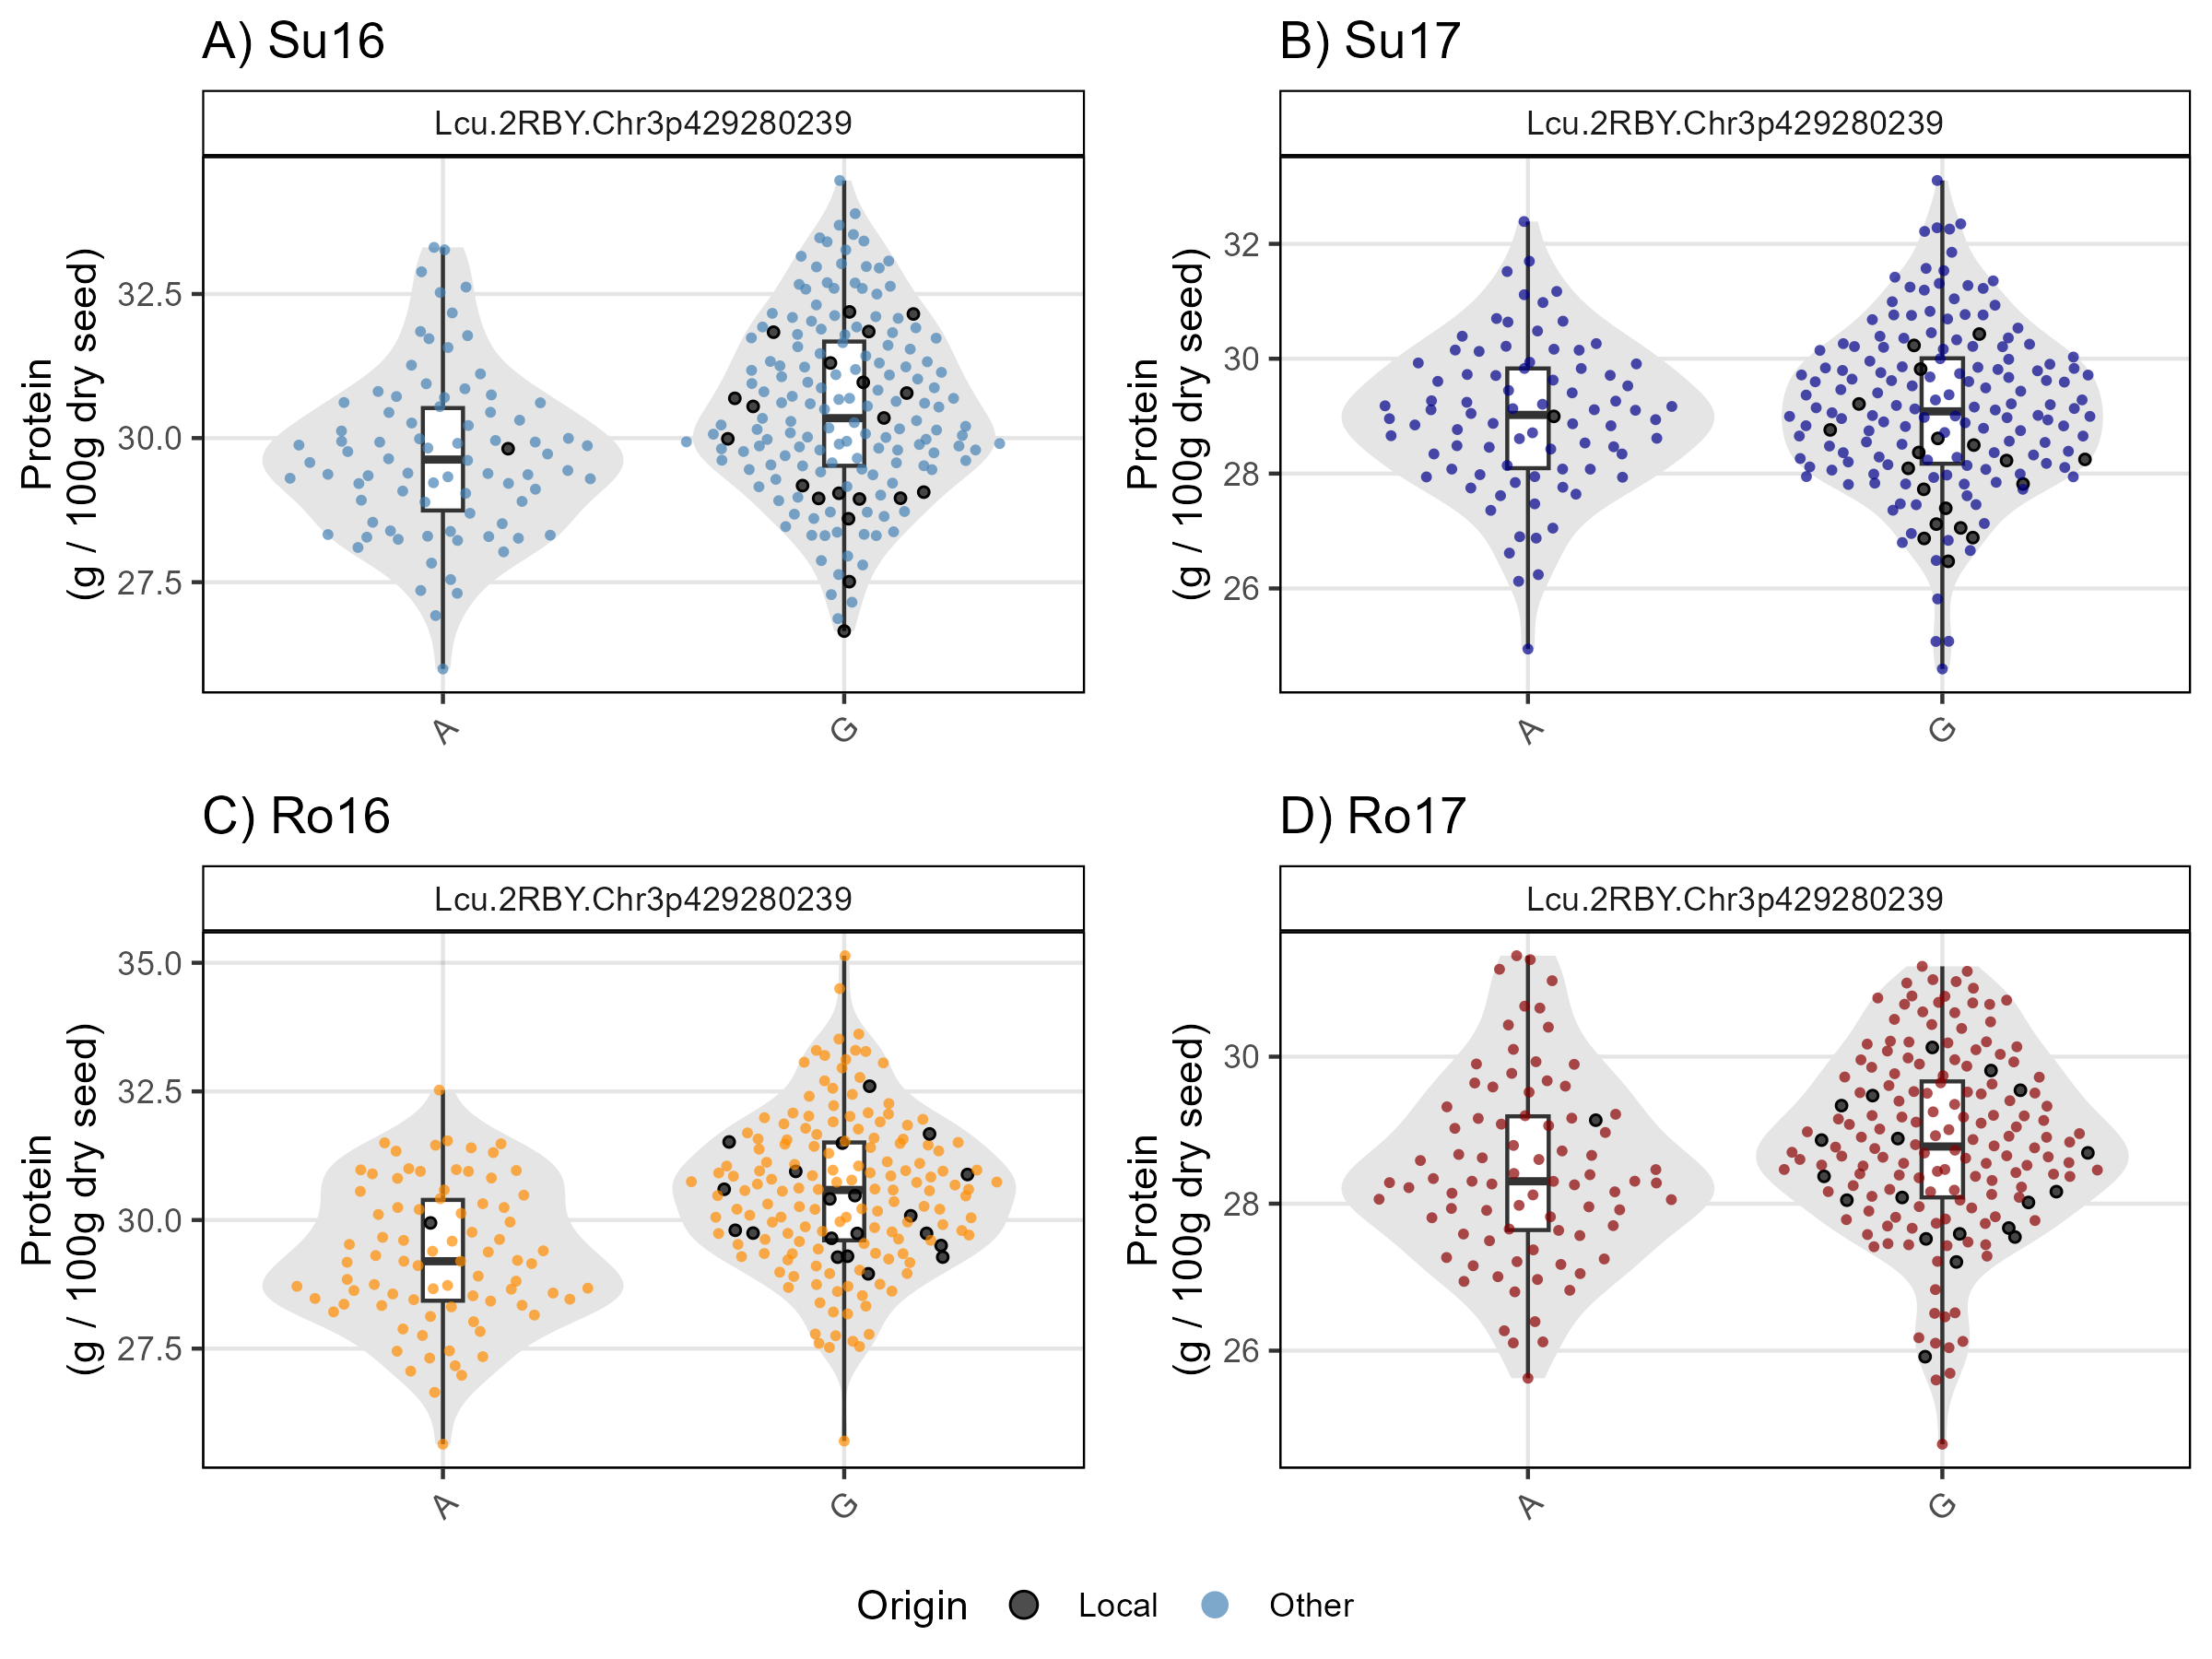 A) Su16
Lcu.2RBY.Chr3p429280239
Protein
(g / 100g dry seed)
32.5
30.0
27.5
A
G
B) Su17
Lcu.2RBY.Chr3p429280239
Protein
(g / 100g dry seed)
32
30
28
26
A
G
C) Ro16
Lcu.2RBY.Chr3p429280239
Protein
(g / 100g dry seed)
35.0
32.5
30.0
27.5
A
G
D) Ro17
Lcu.2RBY.Chr3p429280239
Protein
(g / 100g dry seed)
30
28
26
A
G
Origin Local Other